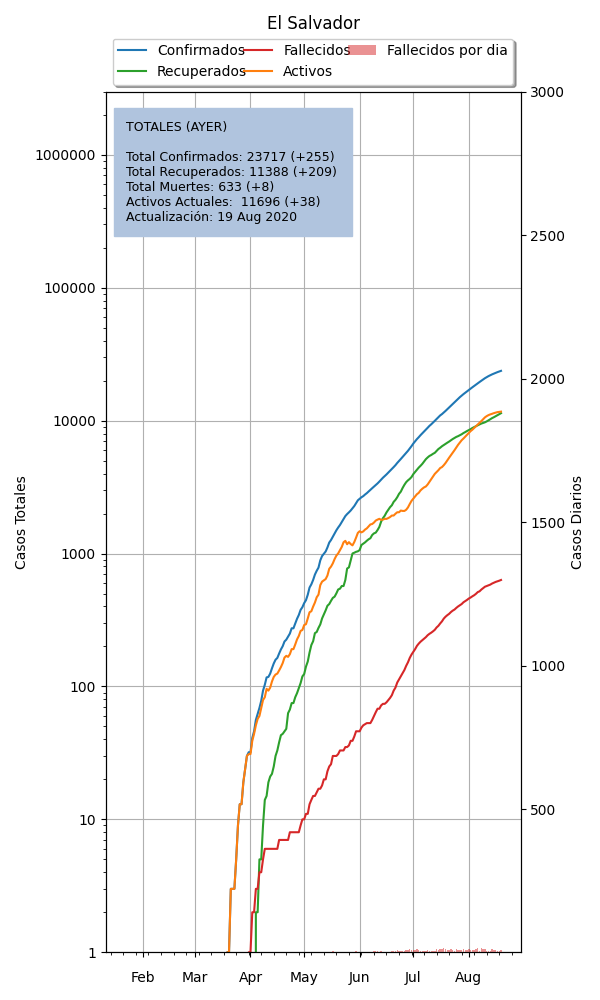 El Salvador
Confirmados
Fallecidos
Fallecidos por dia
Recuperados
Activos
TOTALES (AYER)
Total Confirmados: 23717 (+255)
Total Recuperados: 11388 (+209)
Total Muertes: 633 (+8)
Activos Actuales:  11696 (+38)
Actualización: 19 Aug 2020
Casos Totales
1000000
100000
10000
1000
100
10
1
Casos Diarios
3000
2500
2000
1500
1000
500
Feb
Mar
Apr
May
Jun
Jul
Aug